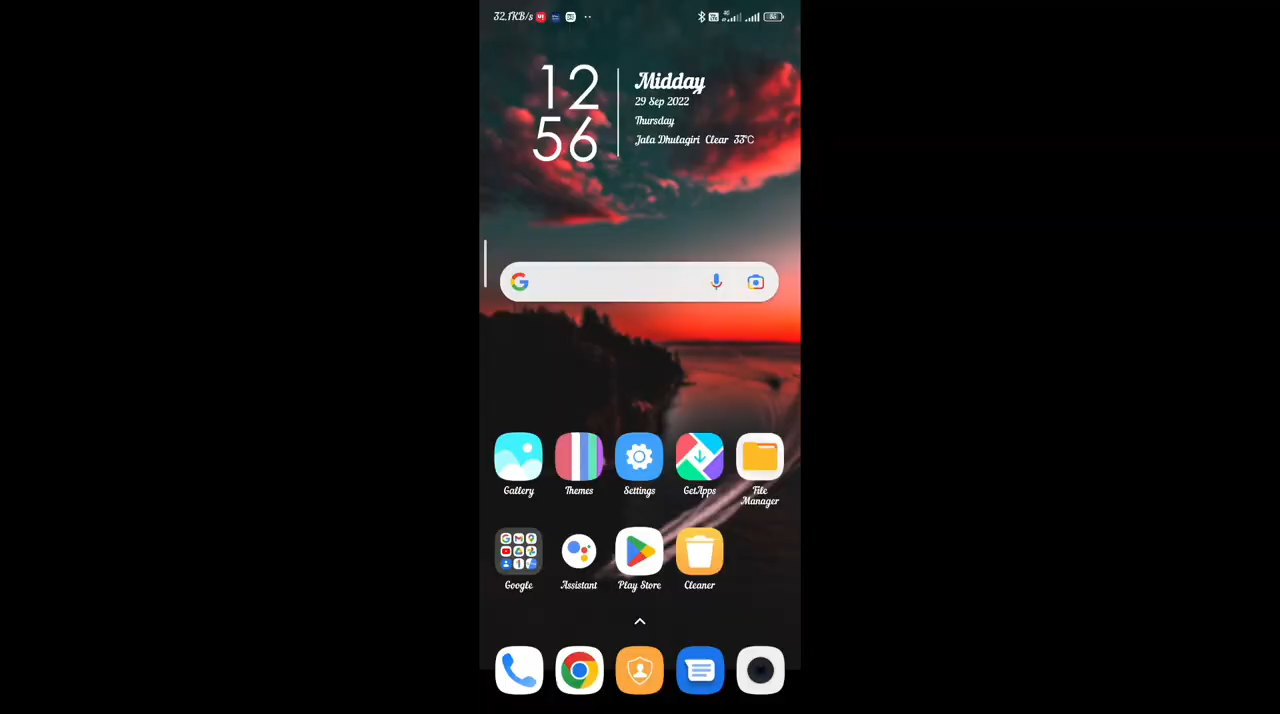 32.1KB/s
4G
12
56
Midday
29 Sep 2022
Thursday
Jala Dhulagiri Clear 33°C
Gallery
Themes
Settings
GetApps
File
Manager
Google
Assistant
Play Store
Cleaner